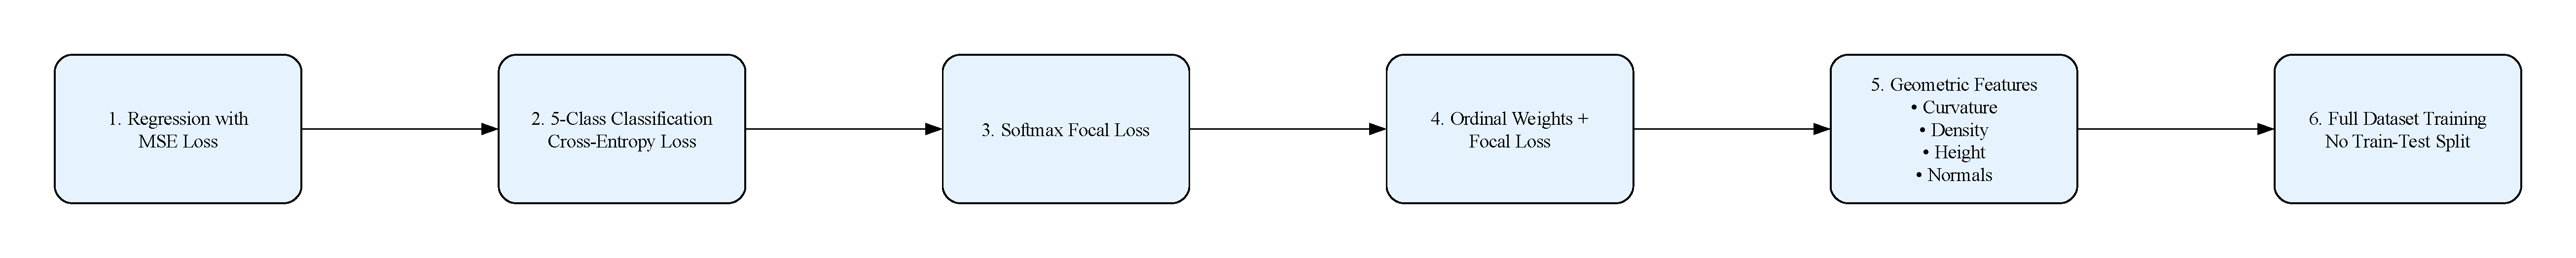 1. Regression with
MSE Loss
2. 5-Class Classification
Cross-Entropy Loss
3. Softmax Focal Loss
4. Ordinal Weights +
Focal Loss
5. Geometric Features
• Curvature
• Density
• Height
• Normals
6. Full Dataset Training
No Train-Test Split